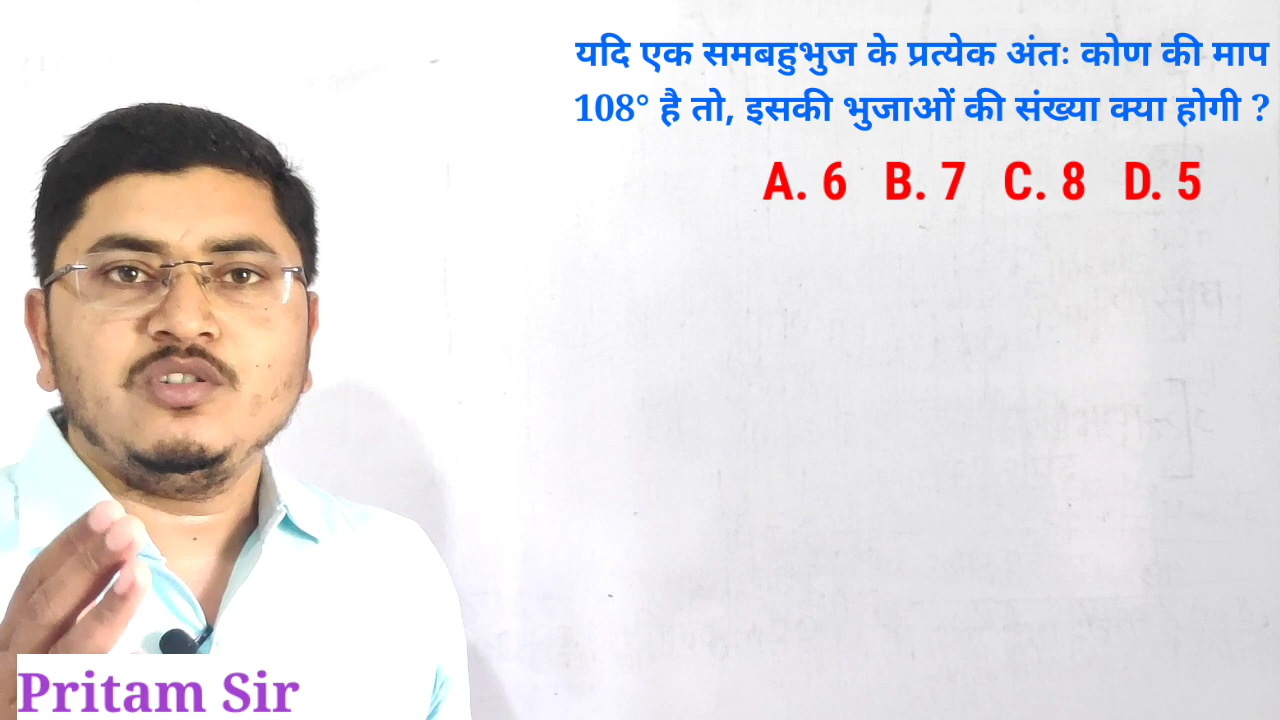 यदि एक समबहुभुज के प्रत्येक अंतः कोण की माप
108° है तो, इसकी भुजाओं की संख्या क्या होगी ?
A. 6 B. 7 C. 8 D. 5
Pritam Sir